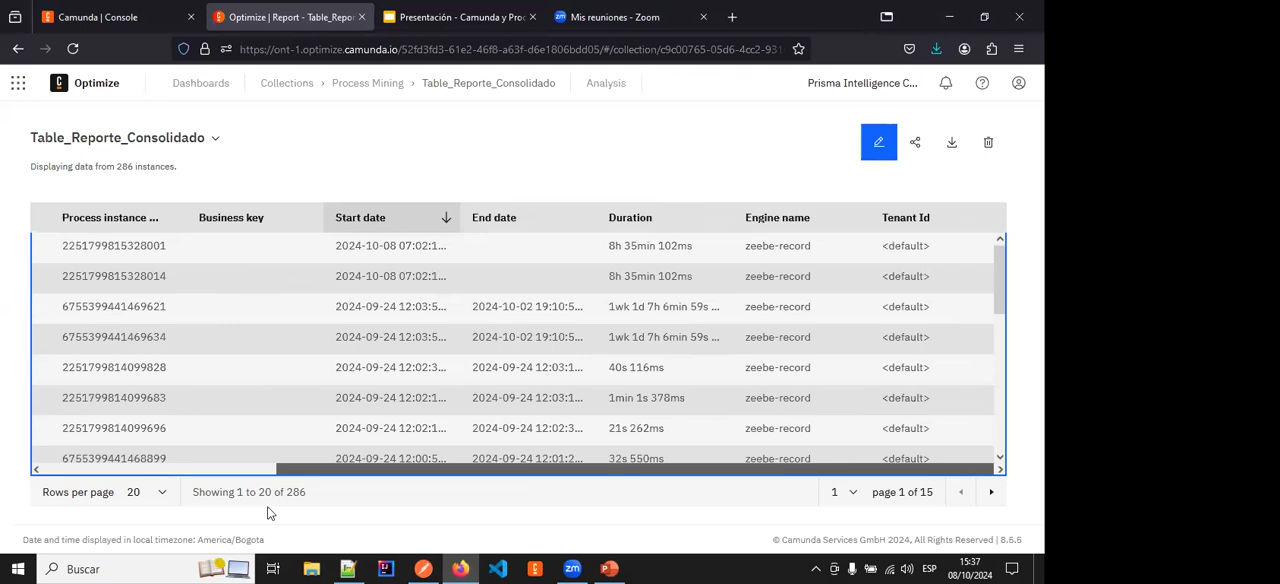 Camunda | Console
Optimize | Report - Table_Repo
Presentación - Camunda y Proc
Mis reuniones - Zoom
https://ont-1.optimize.camunda.io/52fd3fd3-61e2-46f8-a63f-d6e1806bdd05/#/collection/c9c00765-05d6-4cc2-931
Optimize
Dashboards
Collections › Process Mining › Table_Reporte_Consolidado
Analysis
Prisma Intelligence C...
Table_Reporte_Consolidado
Displaying data from 286 instances.
Process instance ... Business key Start date End date Duration Engine name Tenant Id
2251799815328001 2024-10-08 07:02:1... 8h 35min 102ms zeebe-record <default>
2251799815328014 2024-10-08 07:02:1... 8h 35min 102ms zeebe-record <default>
6755399441469621 2024-09-24 12:03:5... 2024-10-02 19:10:5... 1wk 1d 7h 6min 59s ... zeebe-record <default>
6755399441469634 2024-09-24 12:03:5... 2024-10-02 19:10:5... 1wk 1d 7h 6min 59s ... zeebe-record <default>
2251799814099828 2024-09-24 12:02:3... 2024-09-24 12:03:1... 40s 116ms zeebe-record <default>
2251799814099683 2024-09-24 12:02:1... 2024-09-24 12:03:1... 1min 1s 378ms zeebe-record <default>
2251799814099696 2024-09-24 12:02:1... 2024-09-24 12:02:3... 21s 262ms zeebe-record <default>
6755399441468899 2024-09-24 12:00:5... 2024-09-24 12:01:2... 32s 550ms zeebe-record <default>
Rows per page 20 Showing 1 to 20 of 286 1 page 1 of 15
Date and time displayed in local timezone: America/Bogota
© Camunda Services GmbH 2024, All Rights Reserved | 8.5.5
Buscar
ESP
15:37
08/10/2024